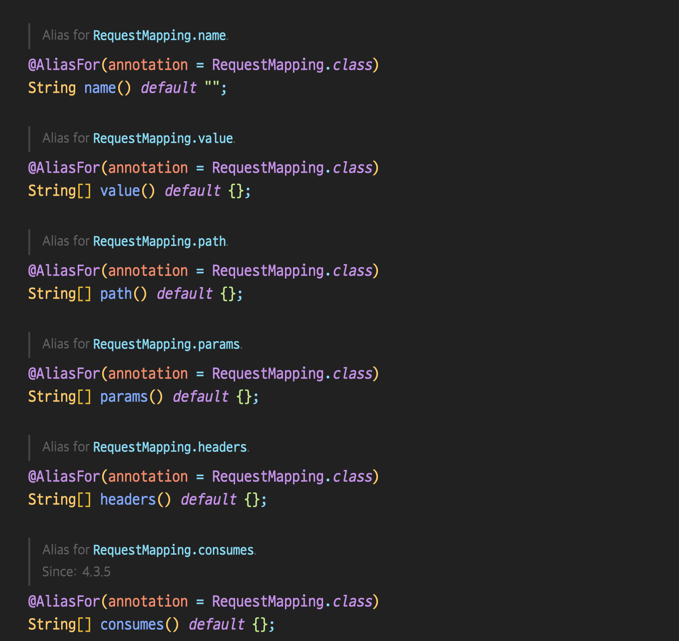 Alias for RequestMapping.name.
@AliasFor(annotation = RequestMapping.class)
String name() default "";
Alias for RequestMapping.value.
@AliasFor(annotation = RequestMapping.class)
String[] value() default {};
Alias for RequestMapping.path.
@AliasFor(annotation = RequestMapping.class)
String[] path() default {};
Alias for RequestMapping.params.
@AliasFor(annotation = RequestMapping.class)
String[] params() default {};
Alias for RequestMapping.headers.
@AliasFor(annotation = RequestMapping.class)
String[] headers() default {};
Alias for RequestMapping.consumes.
Since: 4.3.5
@AliasFor(annotation = RequestMapping.class)
String[] consumes() default {};